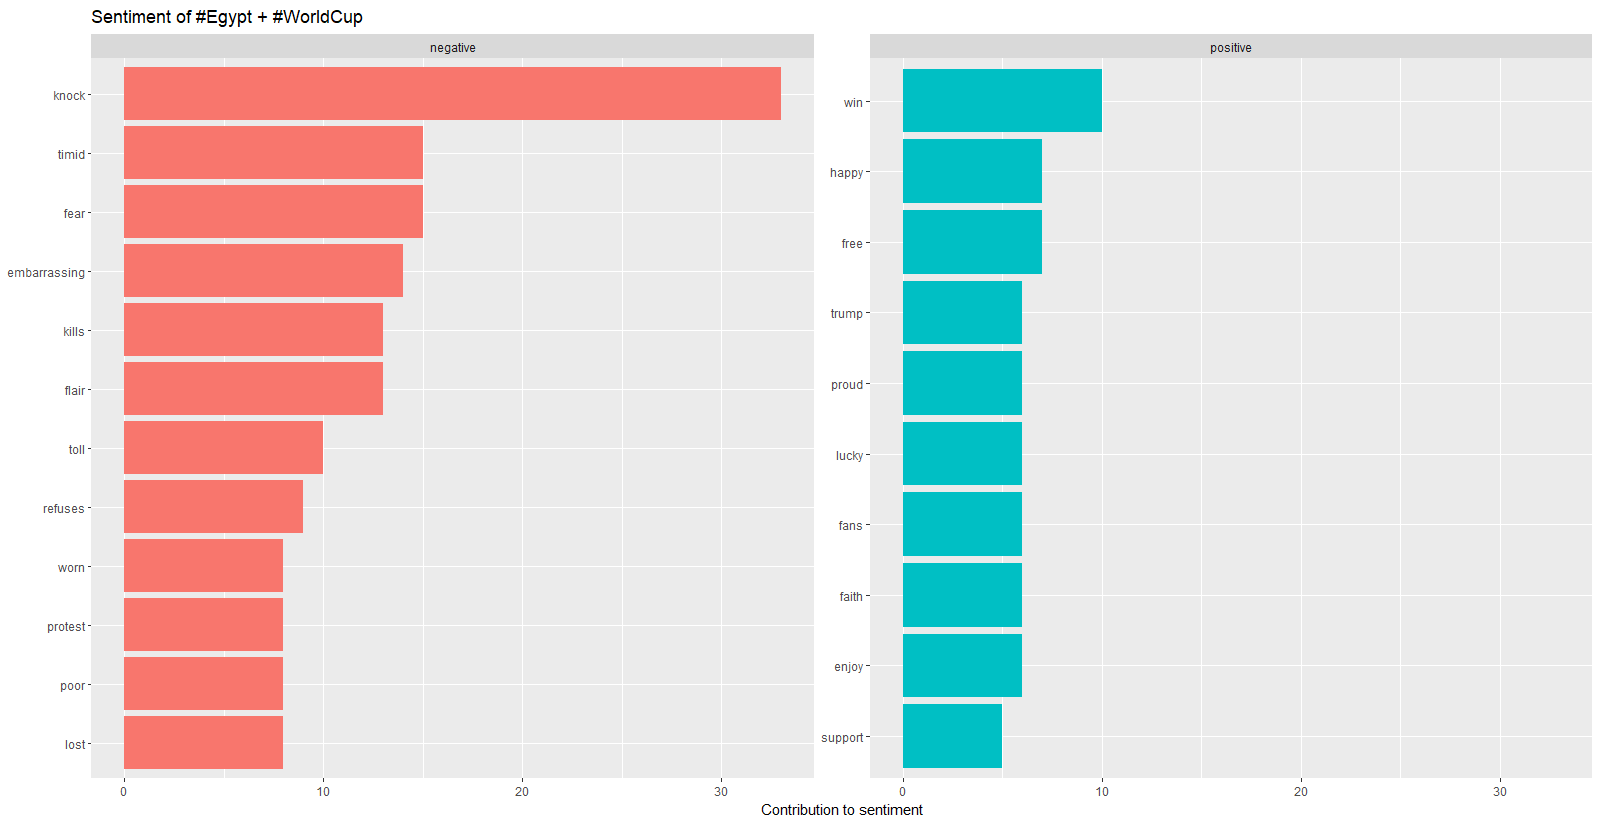 Sentiment of #Egypt + #WorldCup
negative
knock
timid
fear
embarrassing
kills
flair
toll
refuses
worn
protest
poor
lost
0 10 20 30
positive
win
happy
free
trump
proud
lucky
fans
faith
enjoy
support
0 10 20 30
Contribution to sentiment